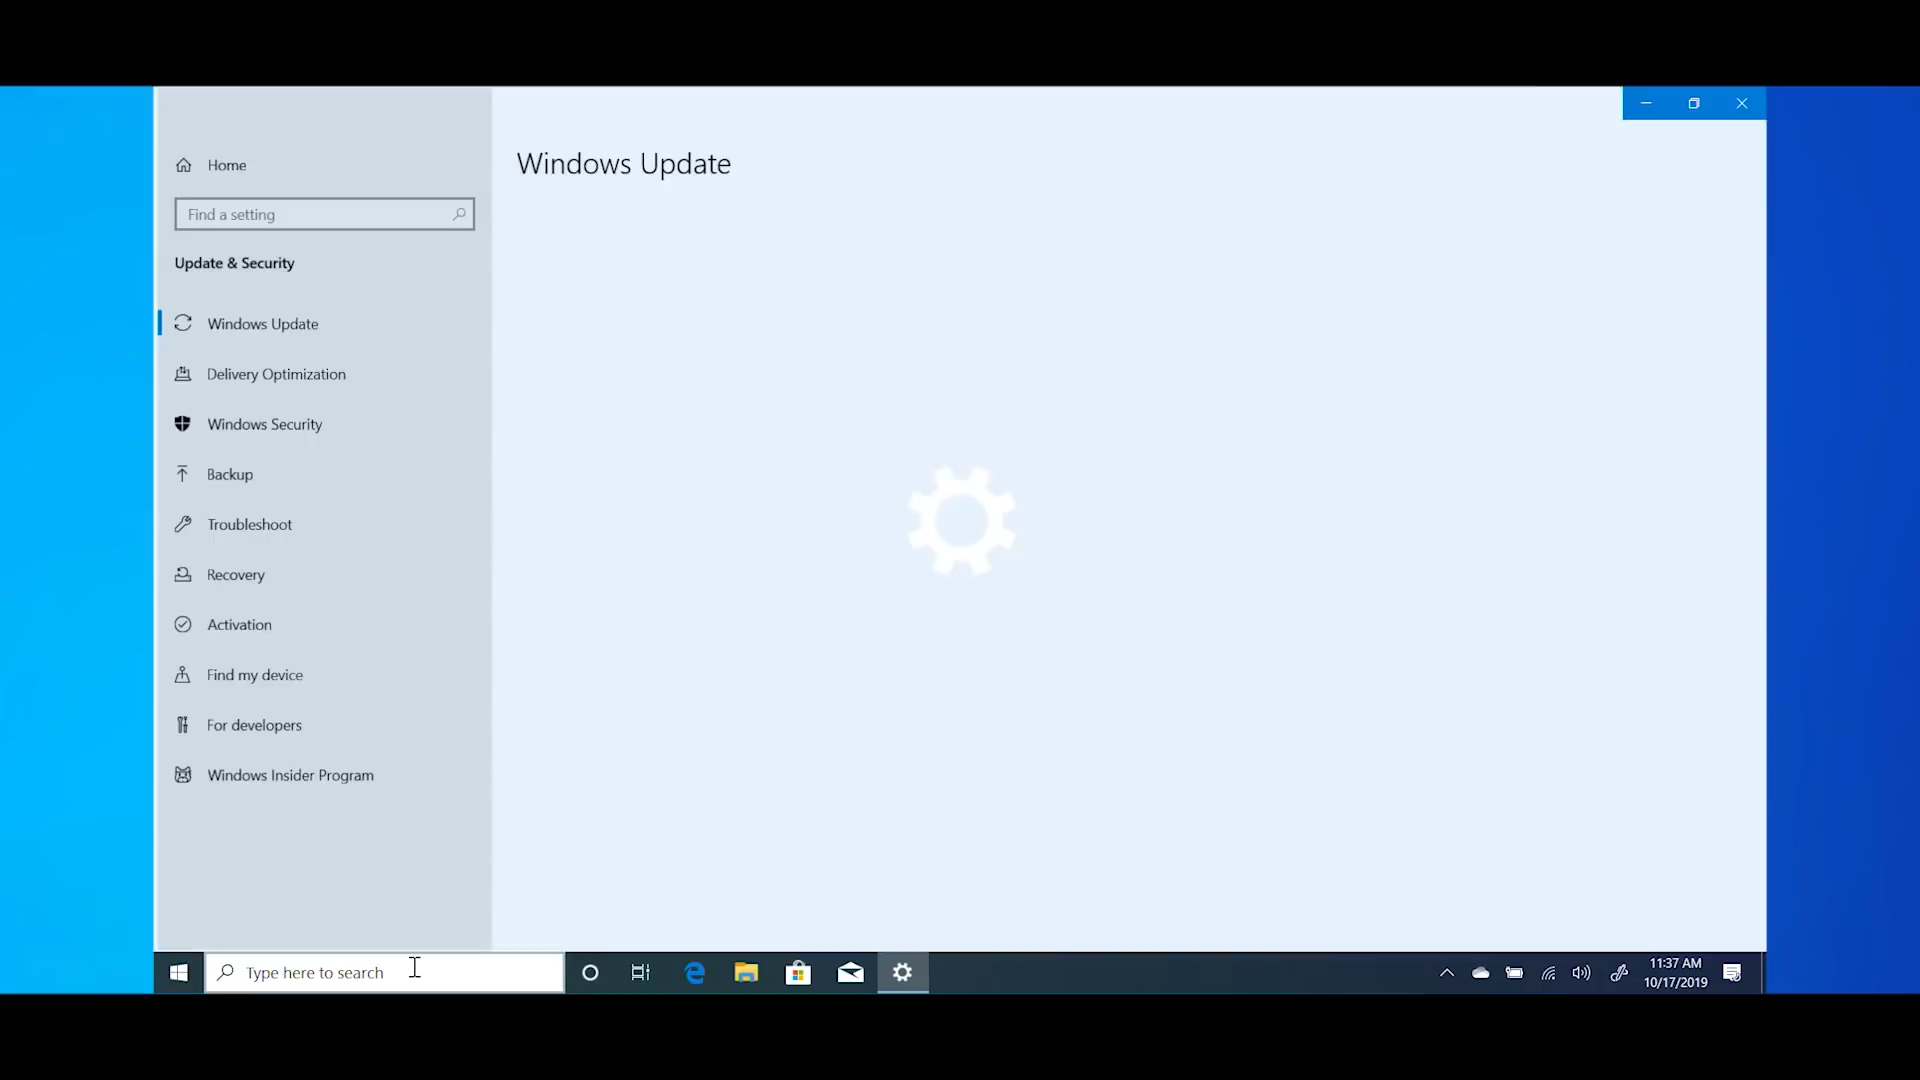 Home
Windows Update
Find a setting
Update & Security
Windows Update
Delivery Optimization
Windows Security
Backup
Troubleshoot
Recovery
Activation
Find my device
For developers
Windows Insider Program
Type here to search
11:37 AM
10/17/2019